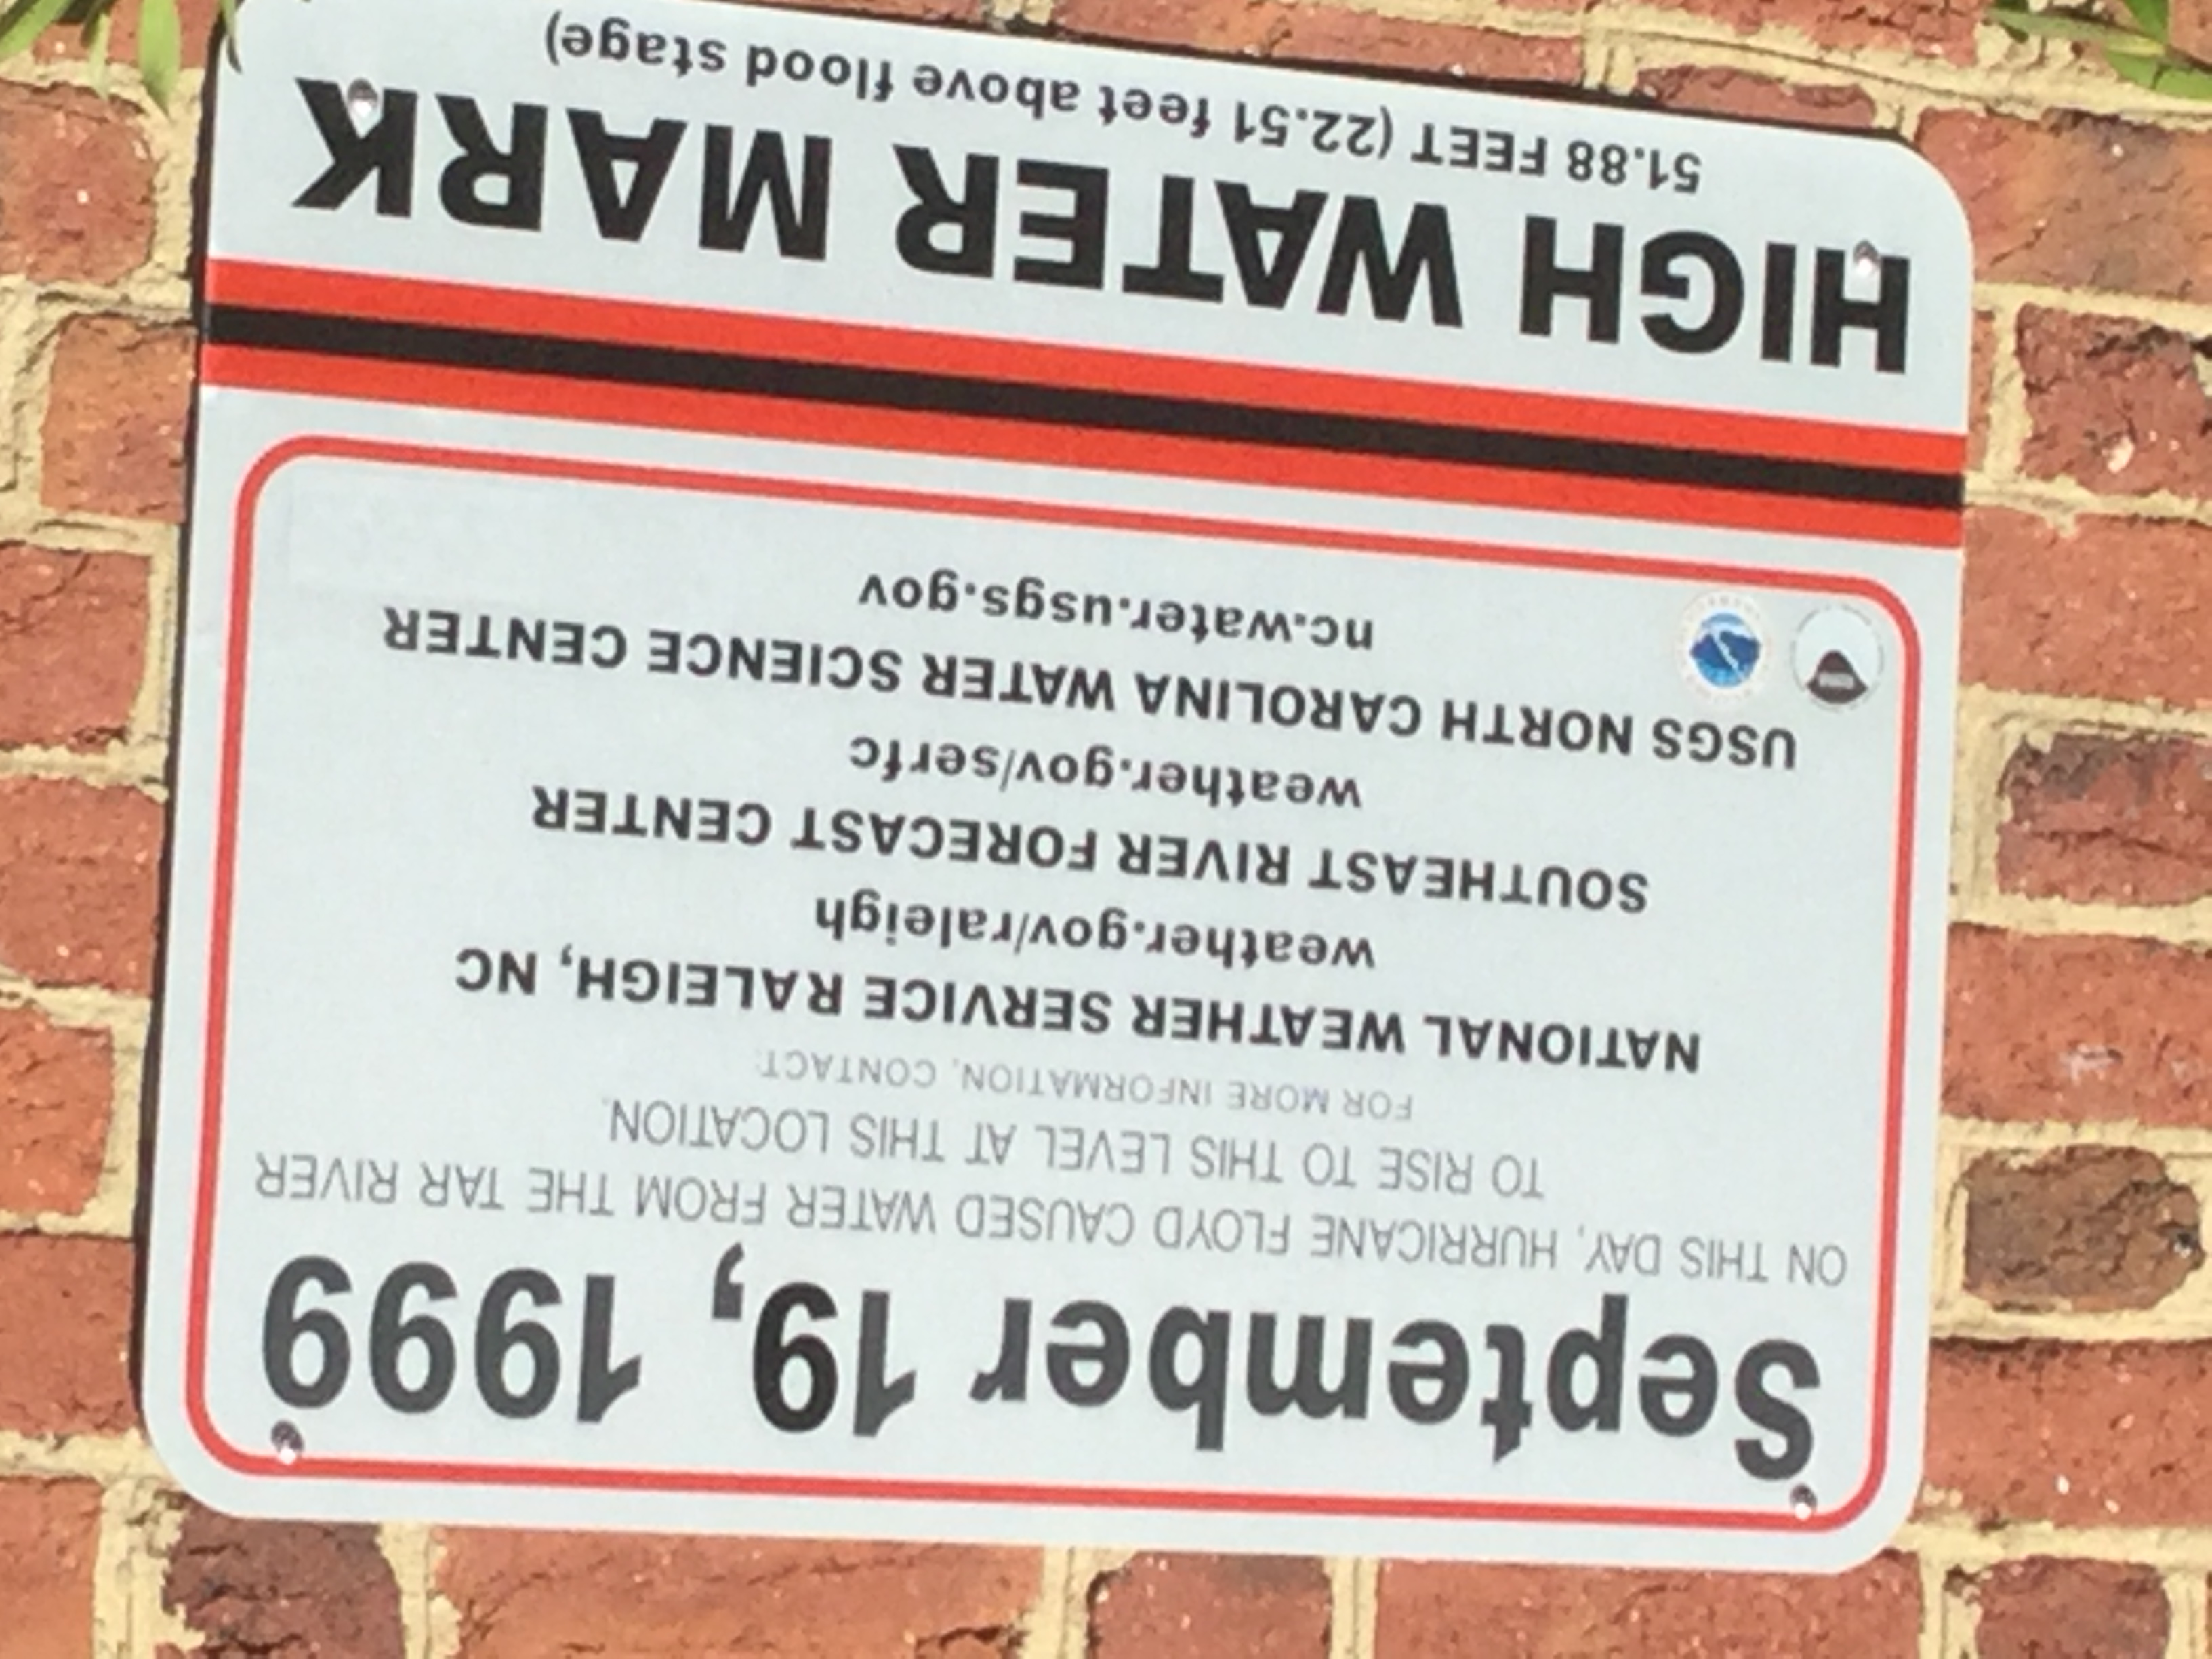 September 19, 1999
ON THIS DAY, HURRICANE FLOYD CAUSED WATER FROM THE TAR RIVER
TO RISE TO THIS LEVEL AT THIS LOCATION.
FOR MORE INFORMATION, CONTACT:
NATIONAL WEATHER SERVICE RALEIGH, NC
weather.gov/raleigh
SOUTHEAST RIVER FORECAST CENTER
weather.gov/serfc
USGS NORTH CAROLINA WATER SCIENCE CENTER
nc.water.usgs.gov
HIGH WATER MARK
51.88 FEET (22.51 feet above flood stage)